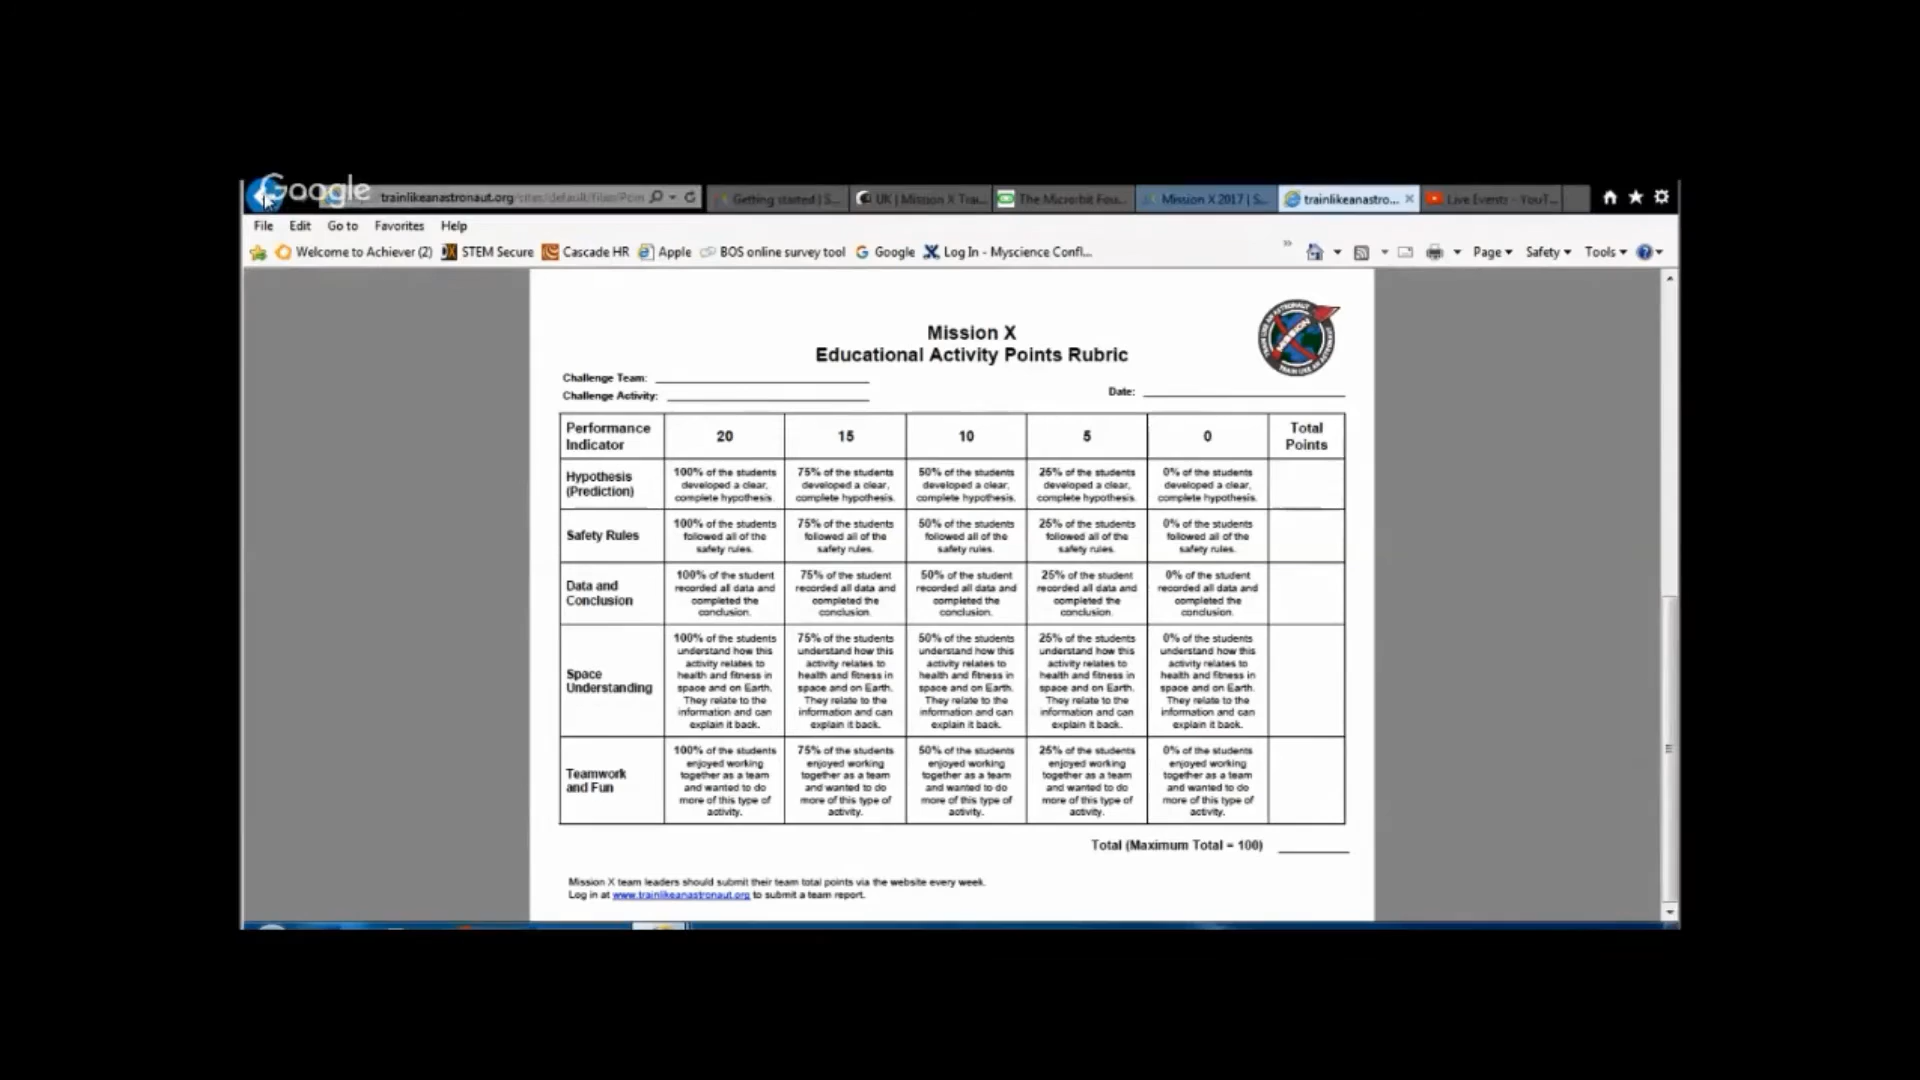 Google
trainlikeanastronaut.org/sites/default/files/Poin
Getting started | S...
UK | Mission X Trai...
The Microbit Fou...
Mission X 2017 | S...
trainlikeanastro...
Live Events - YouT...
File Edit Go to Favorites Help
Welcome to Achiever (2) STEM Secure Cascade HR Apple BOS online survey tool Google Log In - Myscience Confl...
Page Safety Tools
Mission X
Educational Activity Points Rubric
Challenge Team:
Challenge Activity:
Date:
Performance Indicator 20 15 10 5 0 Total Points
Hypothesis (Prediction)
100% of the students developed a clear, complete hypothesis.
75% of the students developed a clear, complete hypothesis.
50% of the students developed a clear, complete hypothesis.
25% of the students developed a clear, complete hypothesis.
0% of the students developed a clear, complete hypothesis.
Safety Rules
100% of the students followed all of the safety rules.
75% of the students followed all of the safety rules.
50% of the students followed all of the safety rules.
25% of the students followed all of the safety rules.
0% of the students followed all of the safety rules.
Data and Conclusion
100% of the student recorded all data and completed the conclusion.
75% of the student recorded all data and completed the conclusion.
50% of the student recorded all data and completed the conclusion.
25% of the student recorded all data and completed the conclusion.
0% of the student recorded all data and completed the conclusion.
Space Understanding
100% of the students understand how this activity relates to health and fitness in space and on Earth. They relate to the information and can explain it back.
75% of the students understand how this activity relates to health and fitness in space and on Earth. They relate to the information and can explain it back.
50% of the students understand how this activity relates to health and fitness in space and on Earth. They relate to the information and can explain it back.
25% of the students understand how this activity relates to health and fitness in space and on Earth. They relate to the information and can explain it back.
0% of the students understand how this activity relates to health and fitness in space and on Earth. They relate to the information and can explain it back.
Teamwork and Fun
100% of the students enjoyed working together as a team and wanted to do more of this type of activity.
75% of the students enjoyed working together as a team and wanted to do more of this type of activity.
50% of the students enjoyed working together as a team and wanted to do more of this type of activity.
25% of the students enjoyed working together as a team and wanted to do more of this type of activity.
0% of the students enjoyed working together as a team and wanted to do more of this type of activity.
Total (Maximum Total = 100)
Mission X team leaders should submit their team total points via the website every week.
Log in at www.trainlikeanastronaut.org to submit a team report.